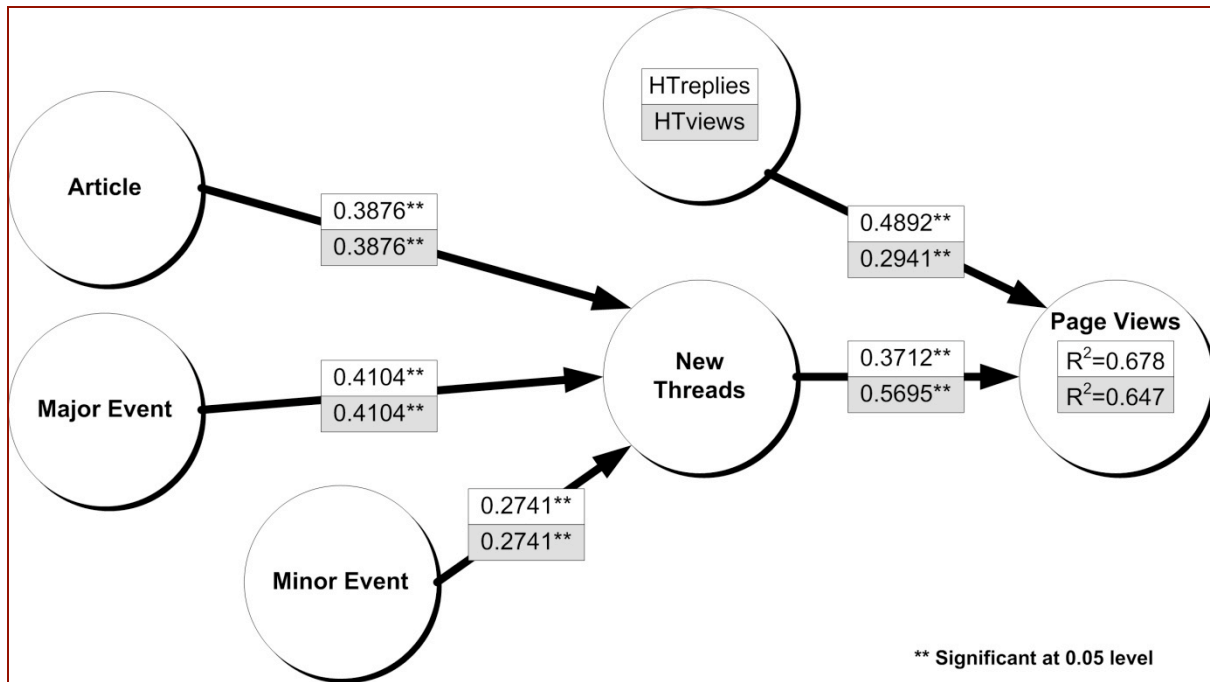 HTreplies
HTviews
Article
0.3876**
0.3876**
0.4892**
0.2941**
Major Event
0.4104**
0.4104**
New
Threads
0.3712**
0.5695**
Page Views
R²=0.678
R²=0.647
Minor Event
0.2741**
0.2741**
** Significant at 0.05 level